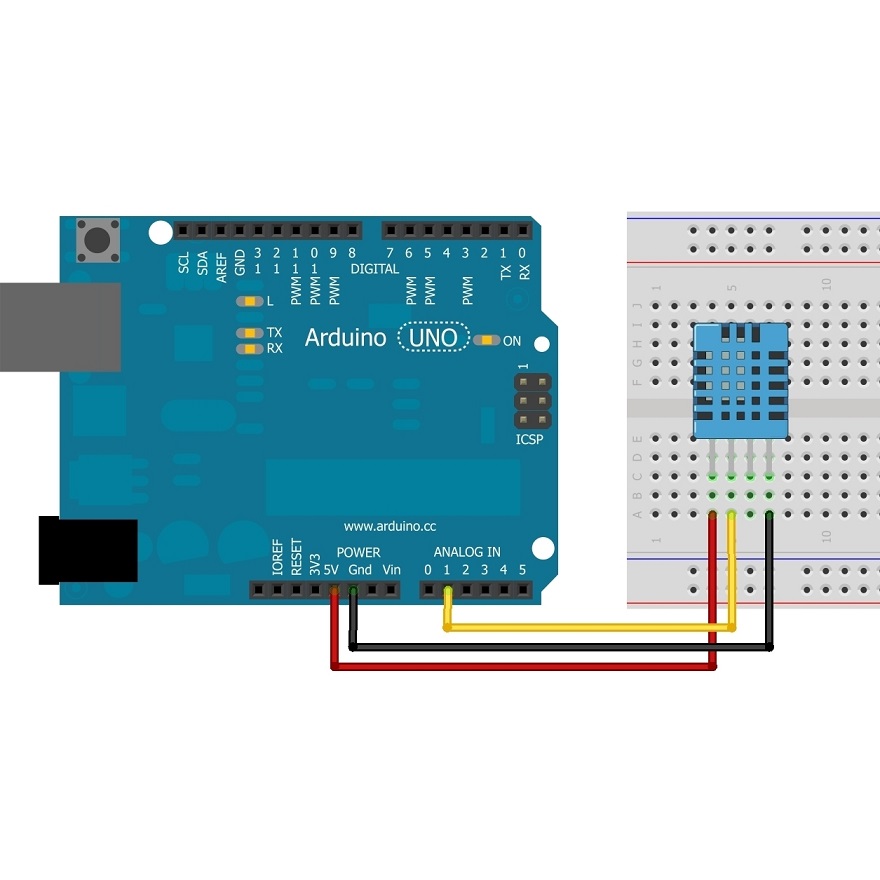 SCL
SDA
AREF
GND
13
12
PWM 11
PWM 10
PWM 9
8
7
PWM 6
PWM 5
4
PWM 3
2
TX 1
RX 0
DIGITAL
L
TX
RX
Arduino UNO
ON
1
ICSP
www.arduino.cc
POWER
IOREF
RESET
3V3
5V
Gnd
Vin
ANALOG IN
0 1 2 3 4 5
1 5 10
J
I
H
G
F
E
D
C
B
A
1 10